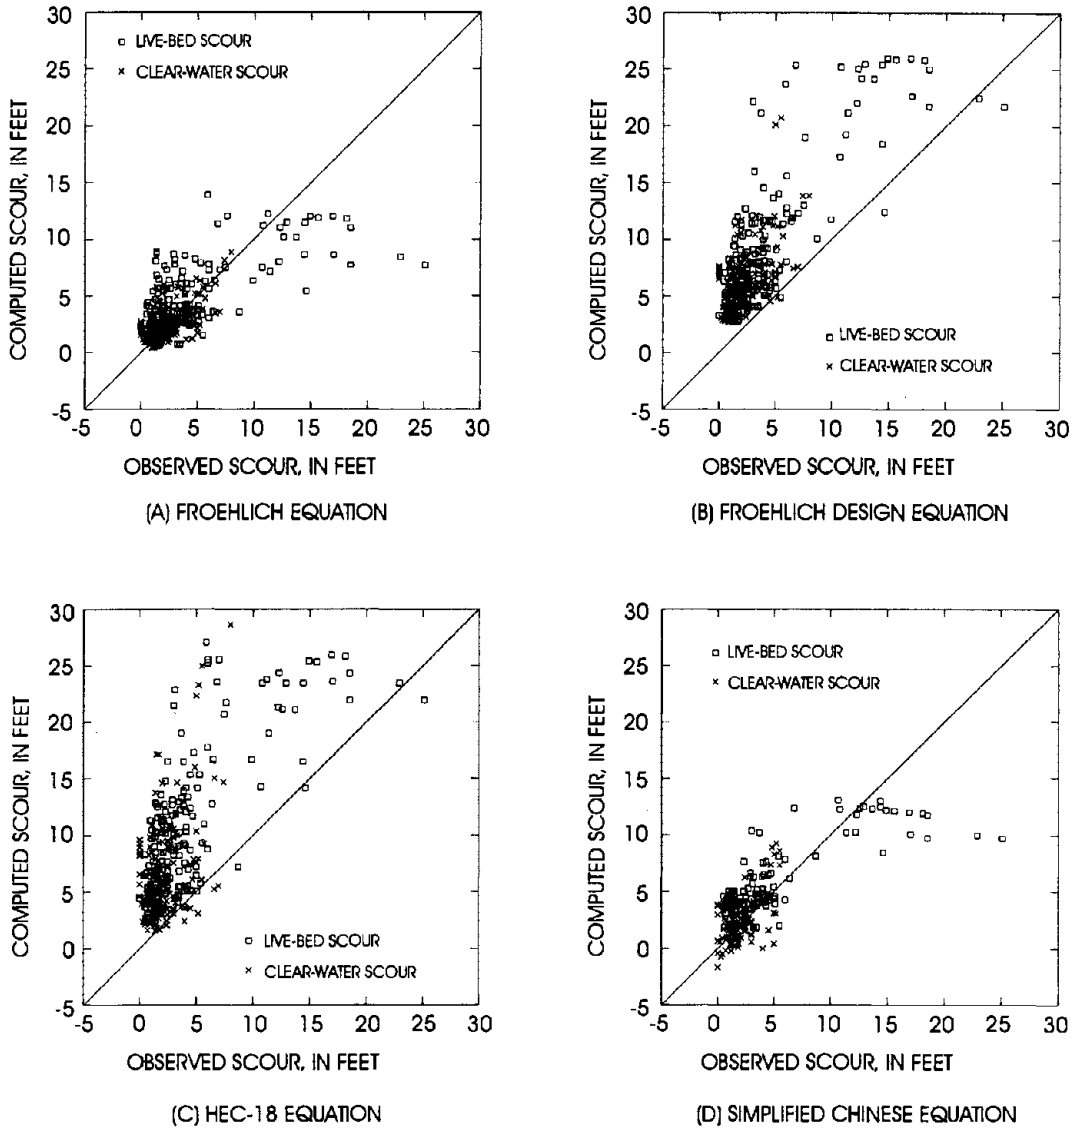 30
25
20
15
10
5
0
-5
COMPUTED SCOUR, IN FEET
LIVE-BED SCOUR
CLEAR-WATER SCOUR
-5 0 5 10 15 20 25 30
OBSERVED SCOUR, IN FEET
(A) FROEHLICH EQUATION
30
25
20
15
10
5
0
-5
COMPUTED SCOUR, IN FEET
LIVE-BED SCOUR
CLEAR-WATER SCOUR
-5 0 5 10 15 20 25 30
OBSERVED SCOUR, IN FEET
(B) FROEHLICH DESIGN EQUATION
30
25
20
15
10
5
0
-5
COMPUTED SCOUR, IN FEET
LIVE-BED SCOUR
CLEAR-WATER SCOUR
-5 0 5 10 15 20 25 30
OBSERVED SCOUR, IN FEET
(C) HEC-18 EQUATION
30
25
20
15
10
5
0
-5
COMPUTED SCOUR, IN FEET
LIVE-BED SCOUR
CLEAR-WATER SCOUR
-5 0 5 10 15 20 25 30
OBSERVED SCOUR, IN FEET
(D) SIMPLIFIED CHINESE EQUATION